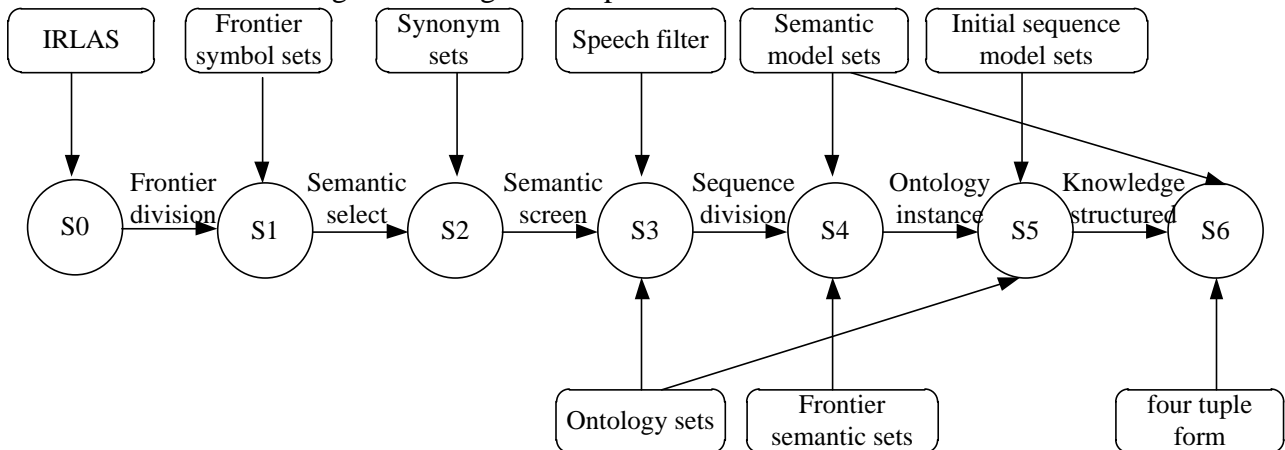 IRLAS
Frontier
symbol sets
Synonym
sets
Speech filter
Semantic
model sets
Initial sequence
model sets
Frontier
division
Semantic
select
Semantic
screen
Sequence
division
Ontology
instance
Knowledge
structured
S0
S1
S2
S3
S4
S5
S6
Ontology sets
Frontier
semantic sets
four tuple
form